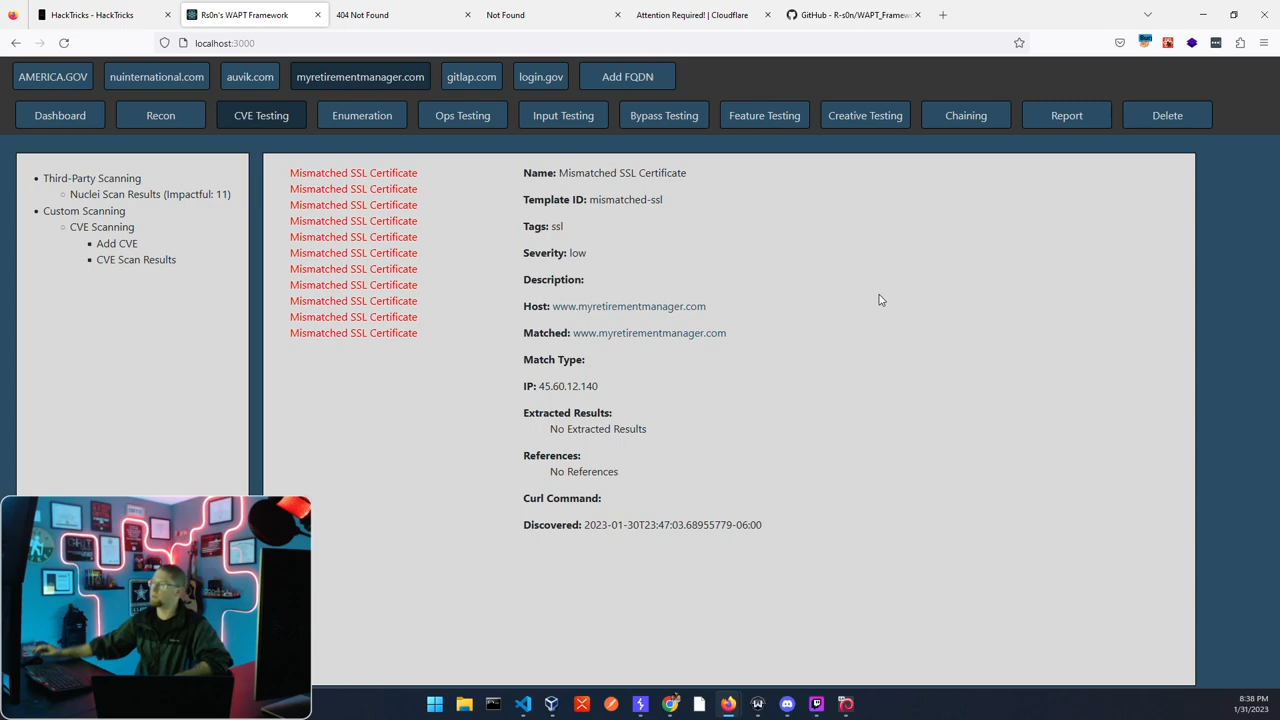 HackTricks - HackTricks
Rs0n's WAPT Framework
404 Not Found
Not Found
Attention Required! | Cloudflare
GitHub - R-s0n/WAPT_Framew
localhost:3000
AMERICA.GOV
nuinternational.com
auvik.com
myretirementmanager.com
gitlap.com
login.gov
Add FQDN
Dashboard
Recon
CVE Testing
Enumeration
Ops Testing
Input Testing
Bypass Testing
Feature Testing
Creative Testing
Chaining
Report
Delete
Third-Party Scanning
Nuclei Scan Results (Impactful: 11)
Custom Scanning
CVE Scanning
Add CVE
CVE Scan Results
Mismatched SSL Certificate
Mismatched SSL Certificate
Mismatched SSL Certificate
Mismatched SSL Certificate
Mismatched SSL Certificate
Mismatched SSL Certificate
Mismatched SSL Certificate
Mismatched SSL Certificate
Mismatched SSL Certificate
Mismatched SSL Certificate
Mismatched SSL Certificate
Name: Mismatched SSL Certificate
Template ID: mismatched-ssl
Tags: ssl
Severity: low
Description:
Host: www.myretirementmanager.com
Matched: www.myretirementmanager.com
Match Type:
IP: 45.60.12.140
Extracted Results:
No Extracted Results
References:
No References
Curl Command:
Discovered: 2023-01-30T23:47:03.68955779-06:00
8:38 PM
1/31/2023